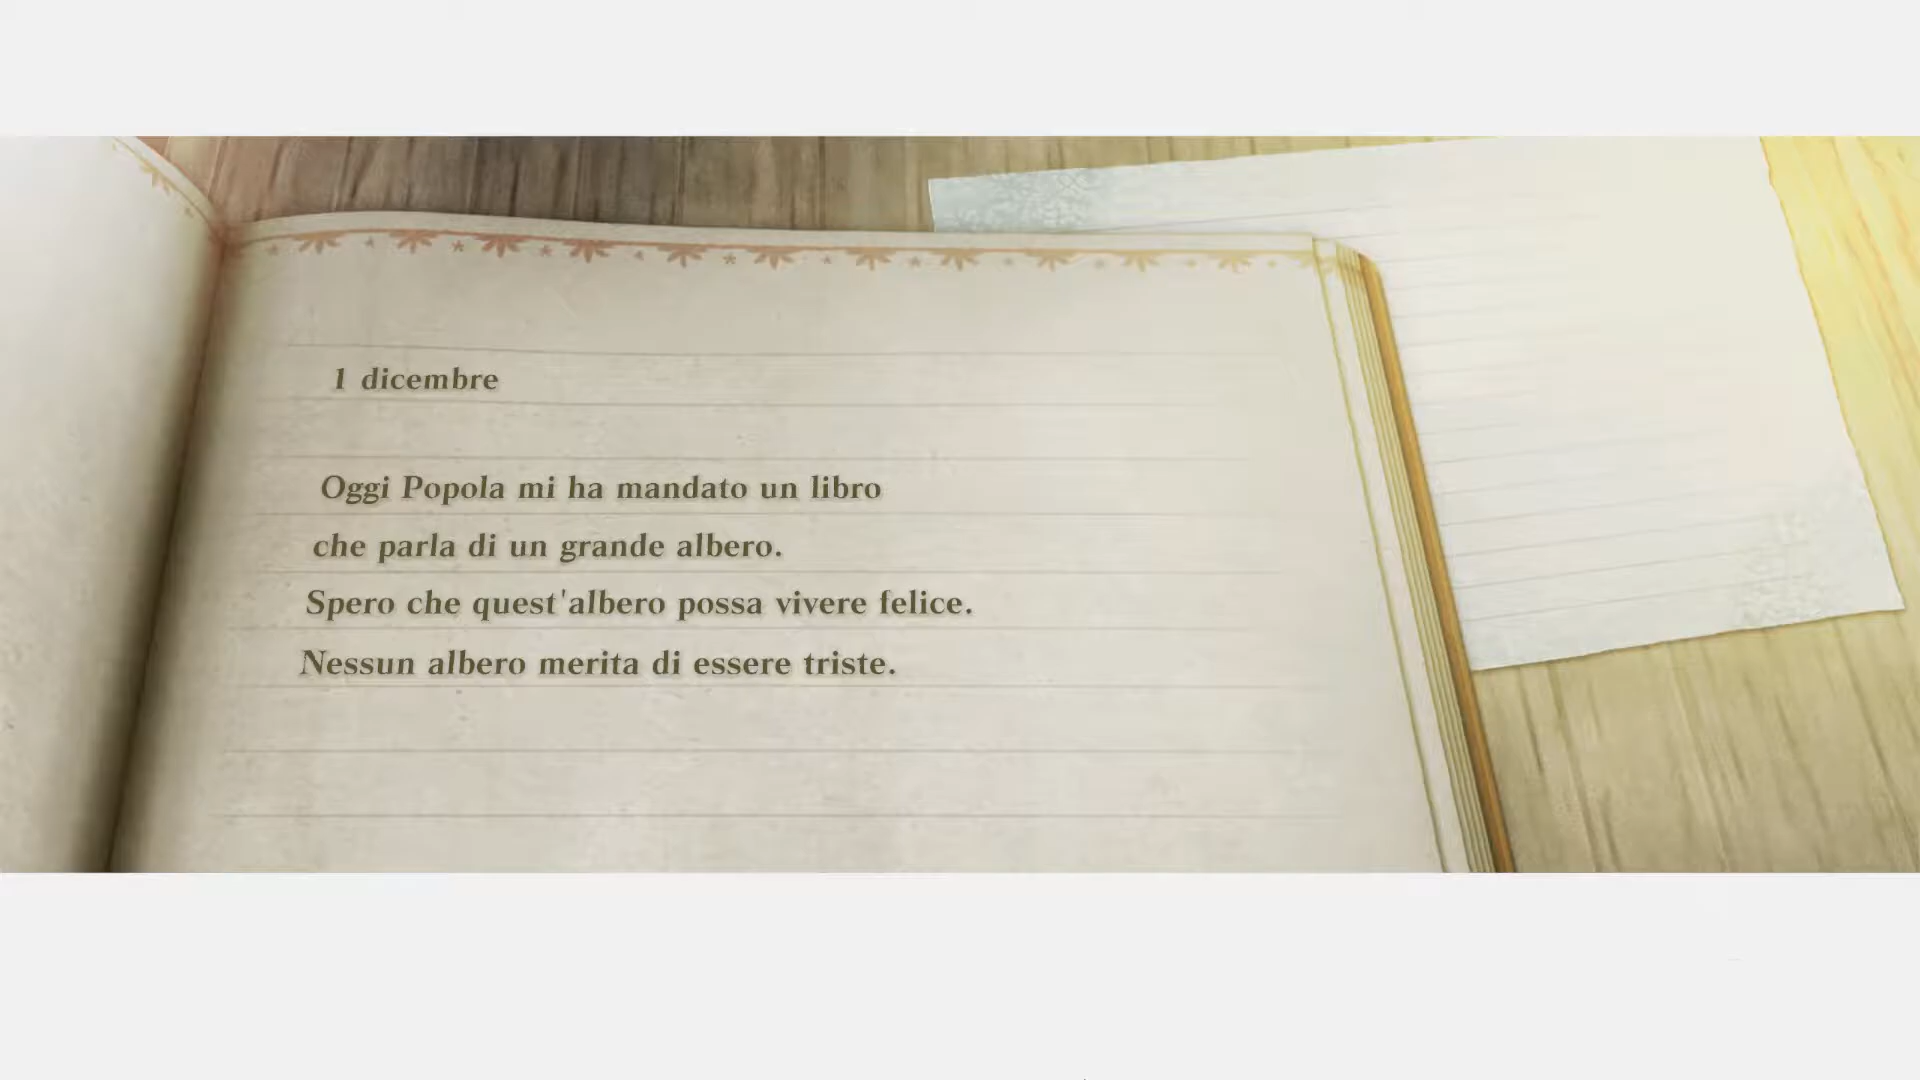 1 dicembre
Oggi Popola mi ha mandato un libro
che parla di un grande albero.
Spero che quest'albero possa vivere felice.
Nessun albero merita di essere triste.